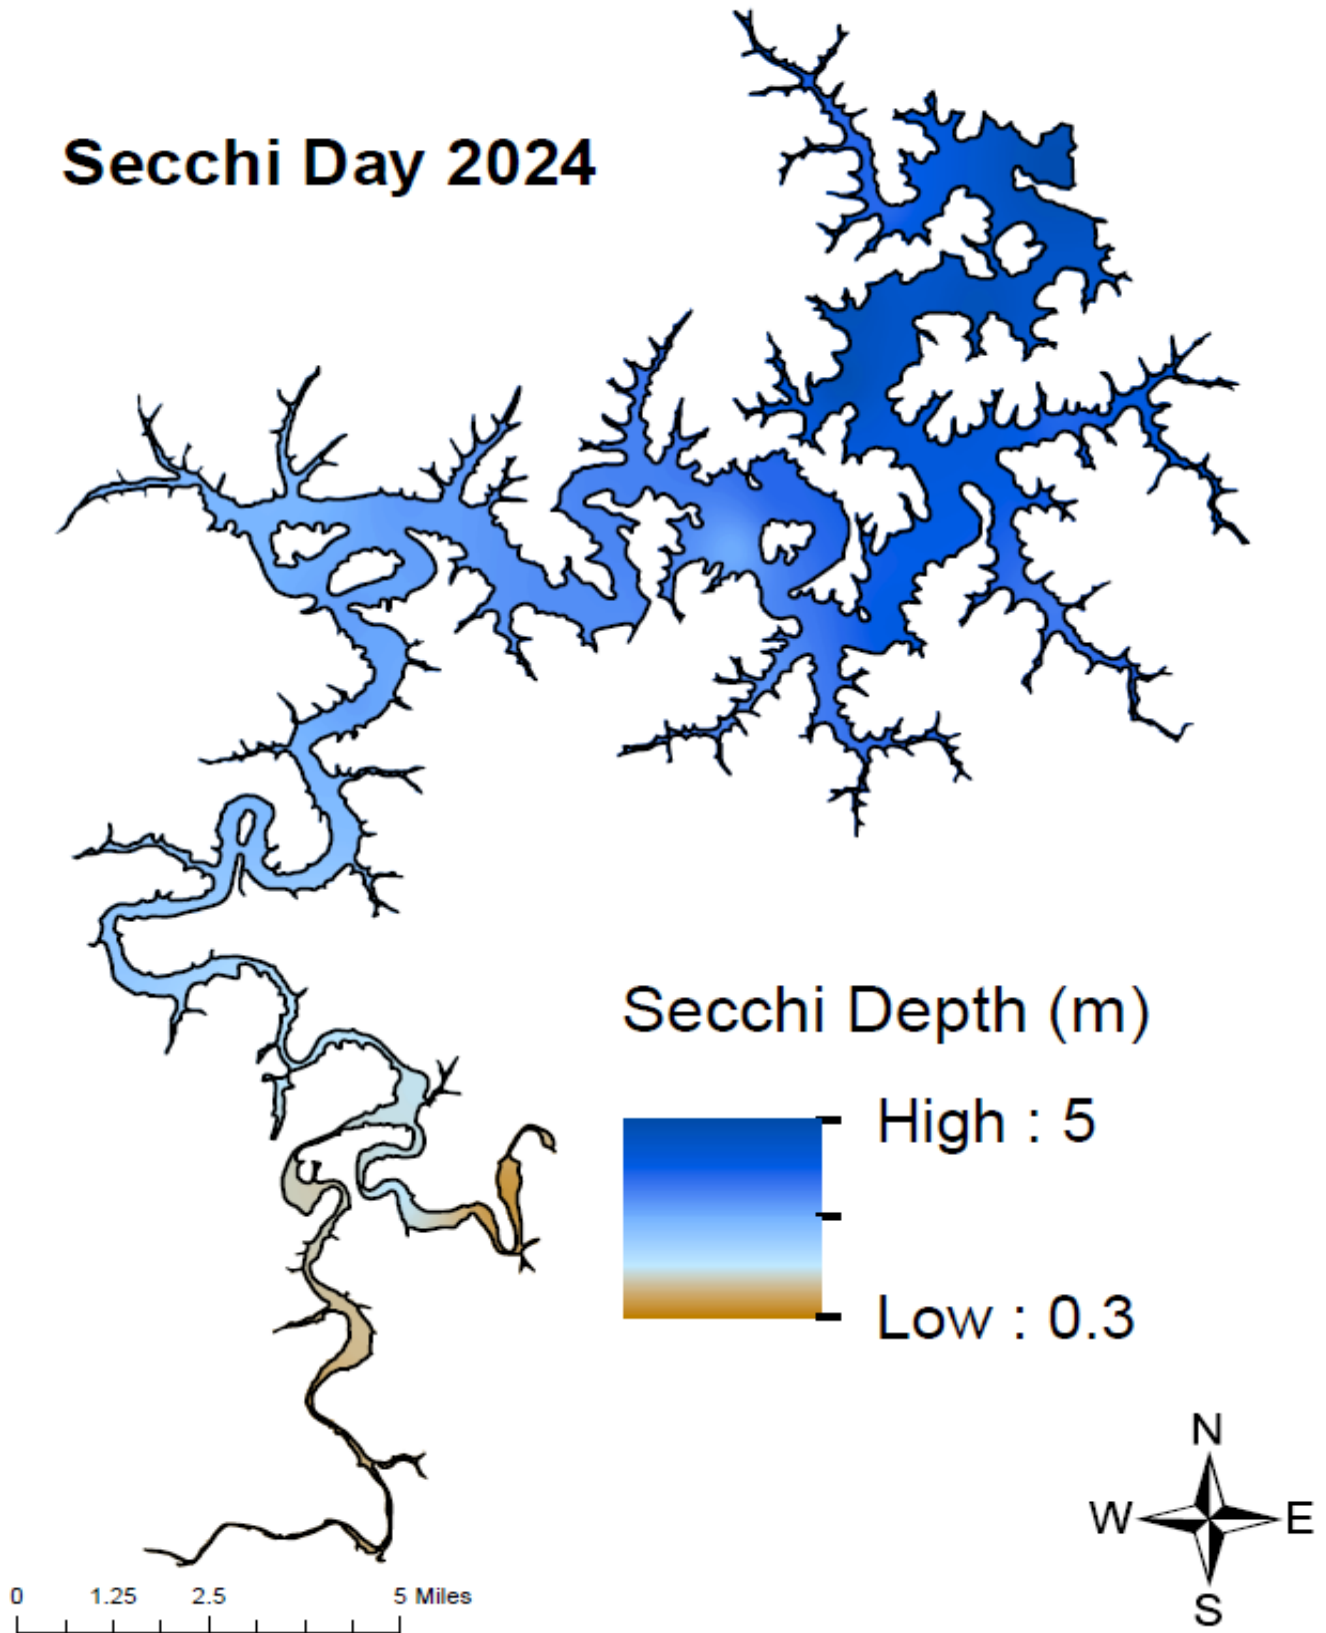 Secchi Day 2024
Secchi Depth (m)
High : 5
Low : 0.3
N
W E
S
0 1.25 2.5 5 Miles